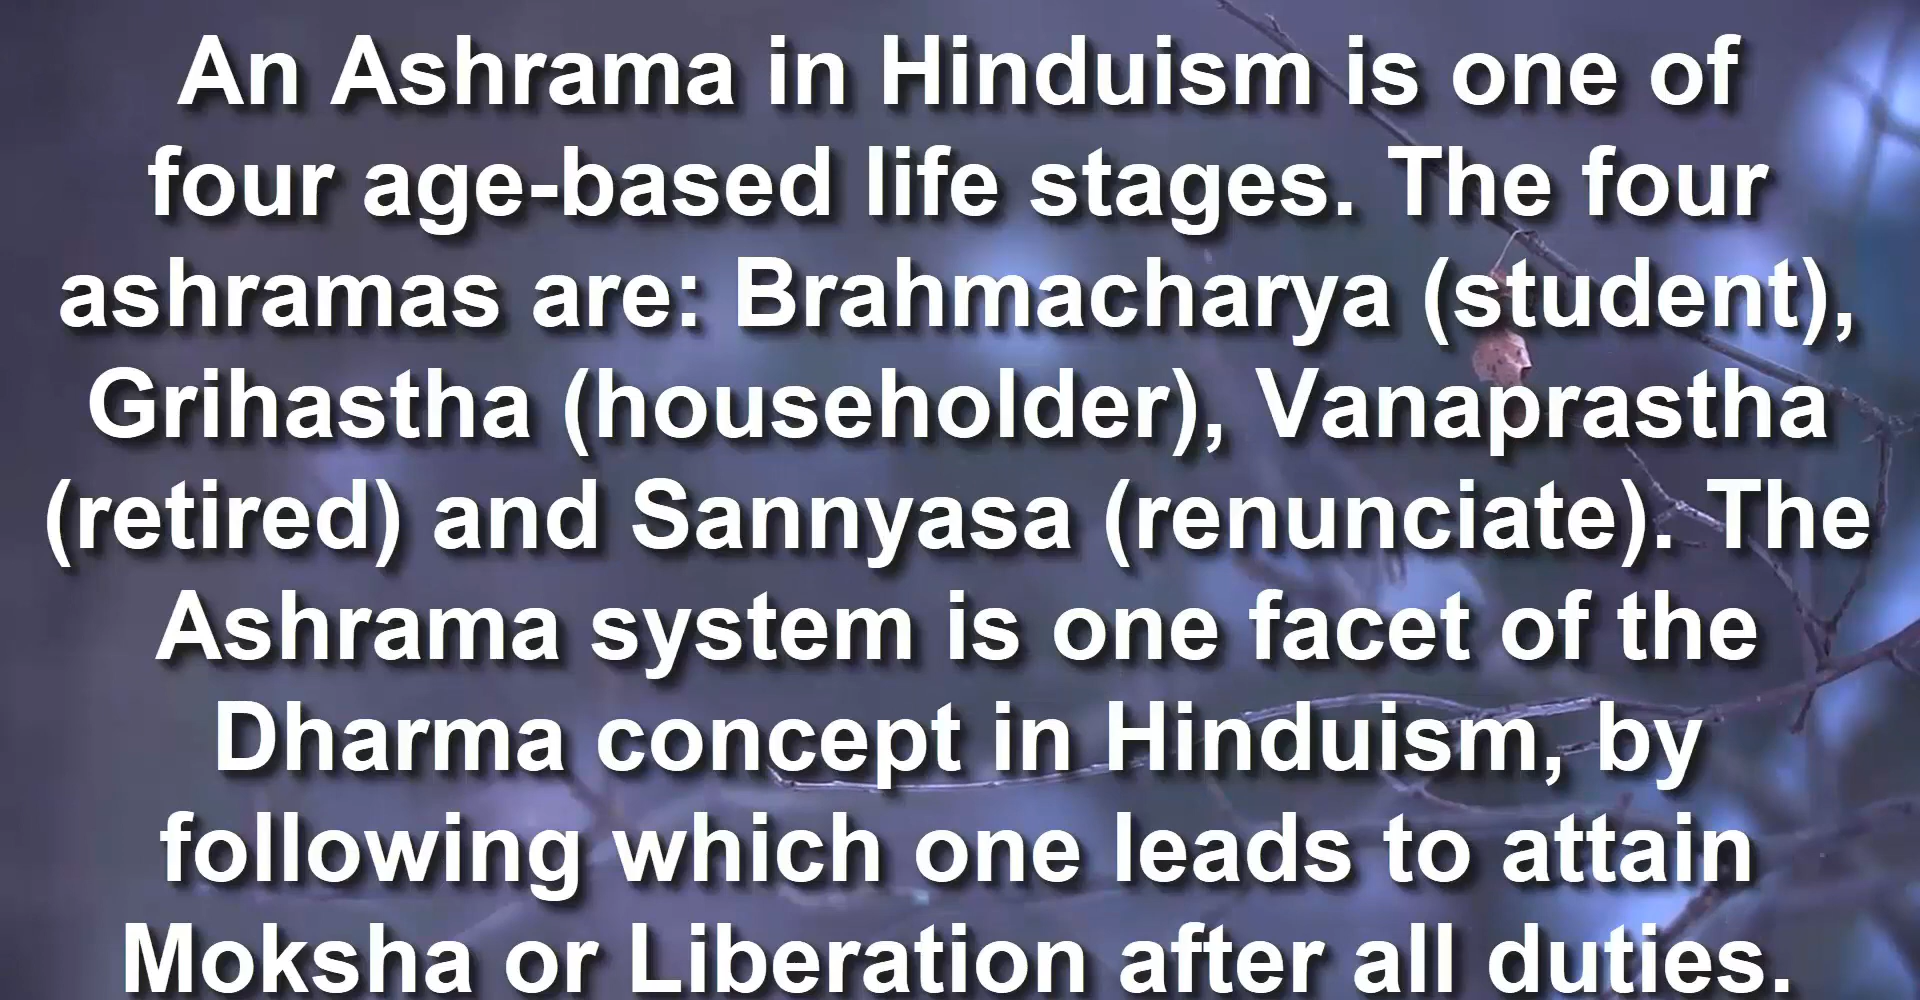 An Ashrama in Hinduism is one of
four age-based life stages. The four
ashramas are: Brahmacharya (student),
Grihastha (householder), Vanaprastha
(retired) and Sannyasa (renunciate). The
Ashrama system is one facet of the
Dharma concept in Hinduism, by
following which one leads to attain
Moksha or Liberation after all duties.